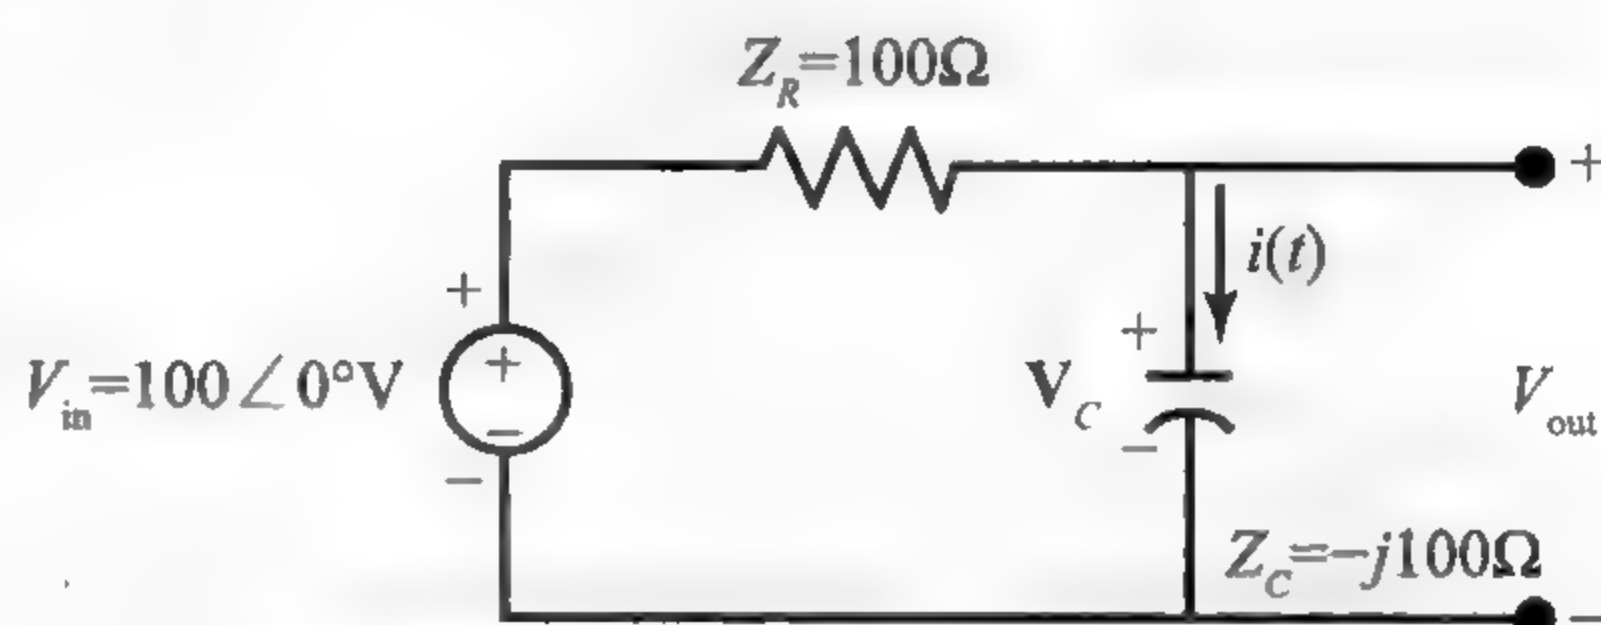 Z_R=100Ω
+
i(t)
+
+
V_in=100∠0°V
+
−
V_C
−
V_out
−
Z_C=−j100Ω
−